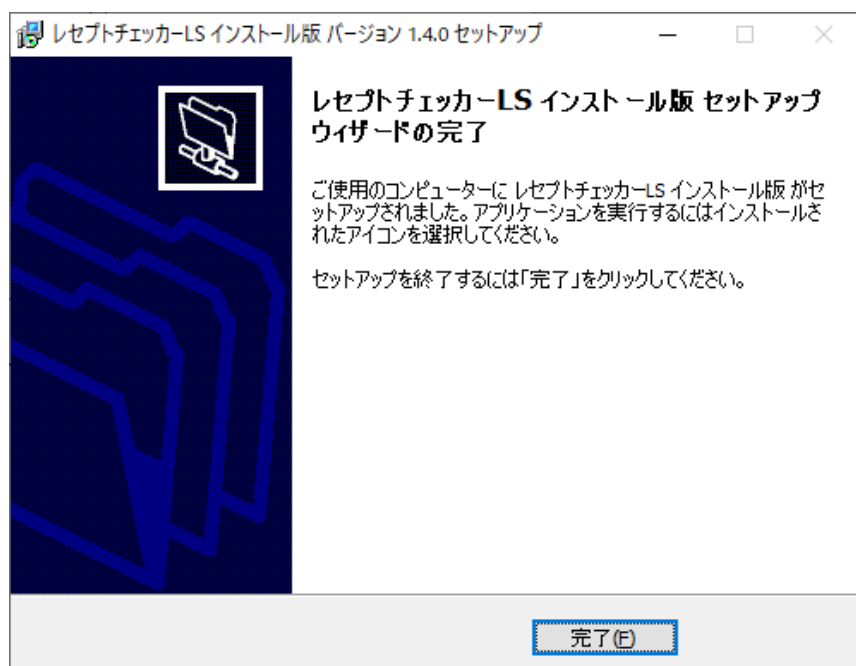 レセプトチェッカーLS インストール版 バージョン 1.4.0 セットアップ
レセプトチェッカーLS インストール版 セットアップ
ウィザードの完了
ご使用のコンピューターに レセプトチェッカーLS インストール版 がセ
ットアップされました。アプリケーションを実行するにはインストールさ
れたアイコンを選択してください。
セットアップを終了するには「完了」をクリックしてください。
完了(F)